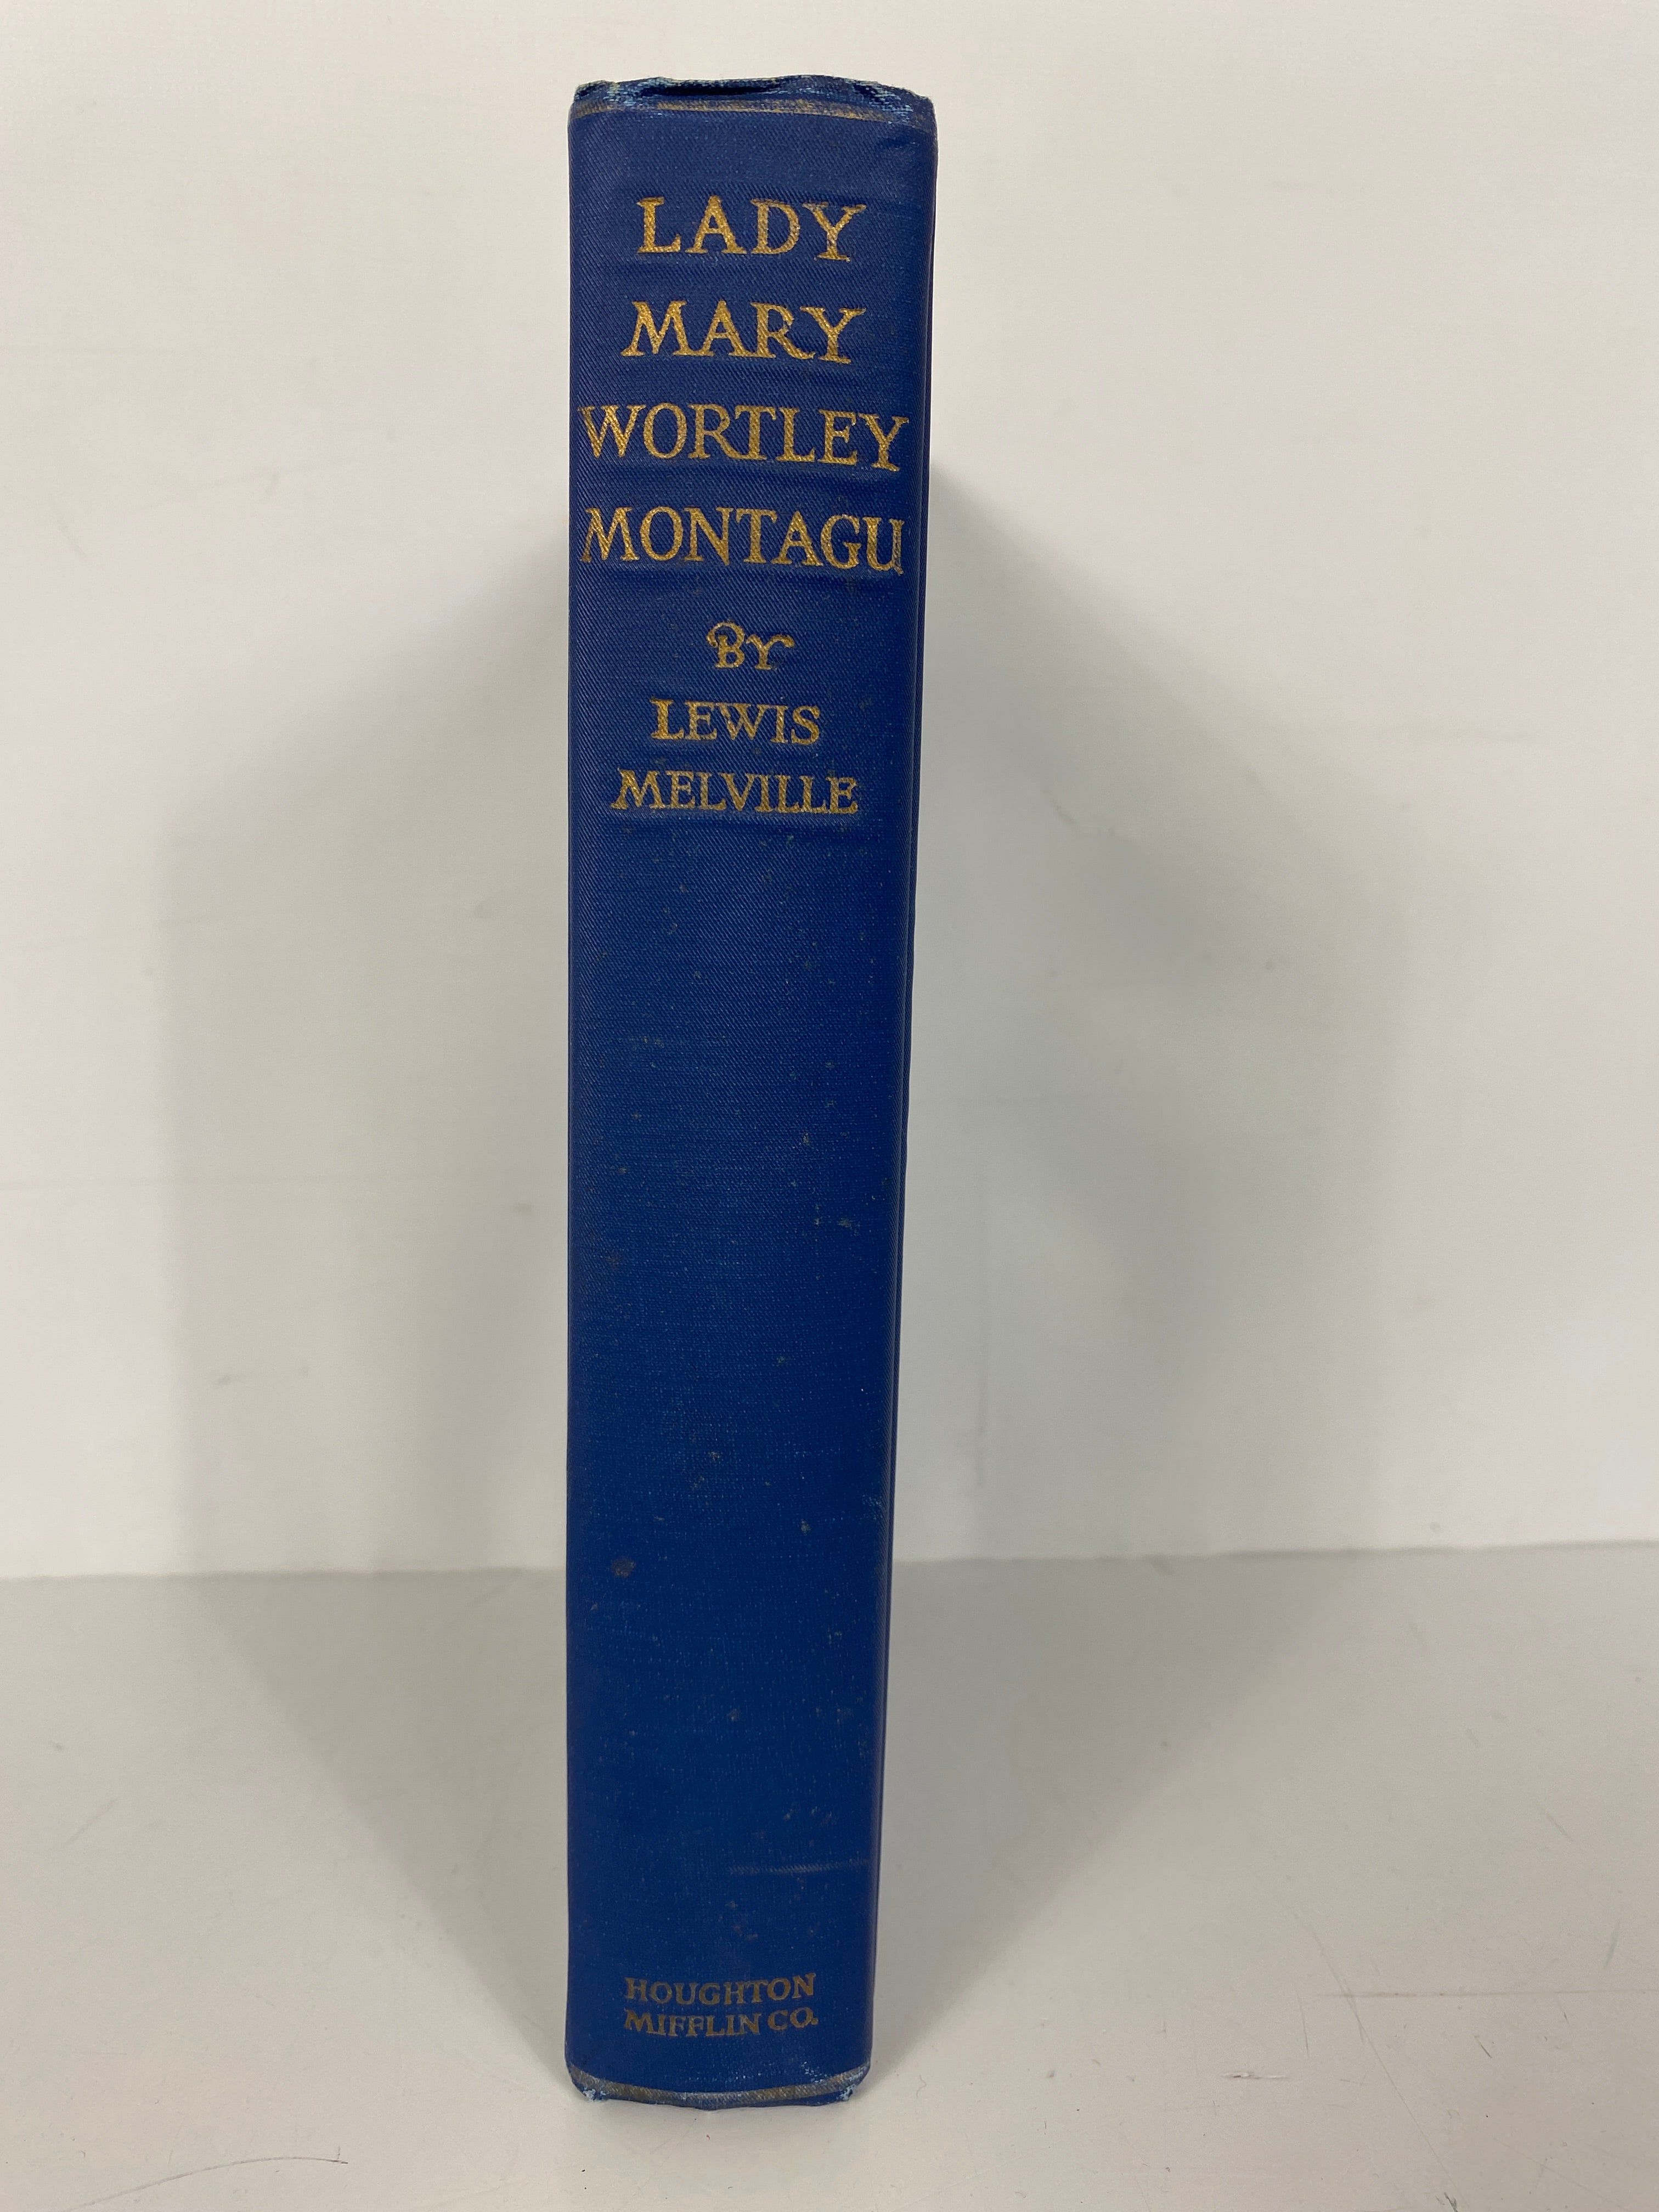 LADY
MARY
WORTLEY
MONTAGU
BY
LEWIS
MELVILLE
HOUGHTON
MIFFLIN CO.